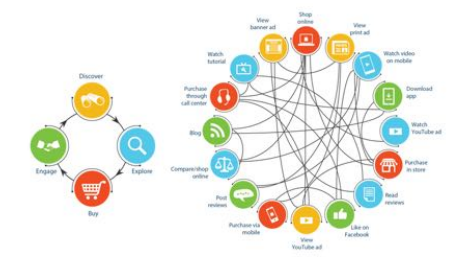 Discover
Explore
Buy
Engage
Shop
online
View
print ad
Watch video
on mobile
Download
app
Watch
YouTube ad
Purchase
in store
Read
reviews
Like on
Facebook
View
YouTube ad
Purchase via
mobile
Post
reviews
Compare/shop
online
Blog
Purchase
through
call center
Watch
tutorial
View
banner ad